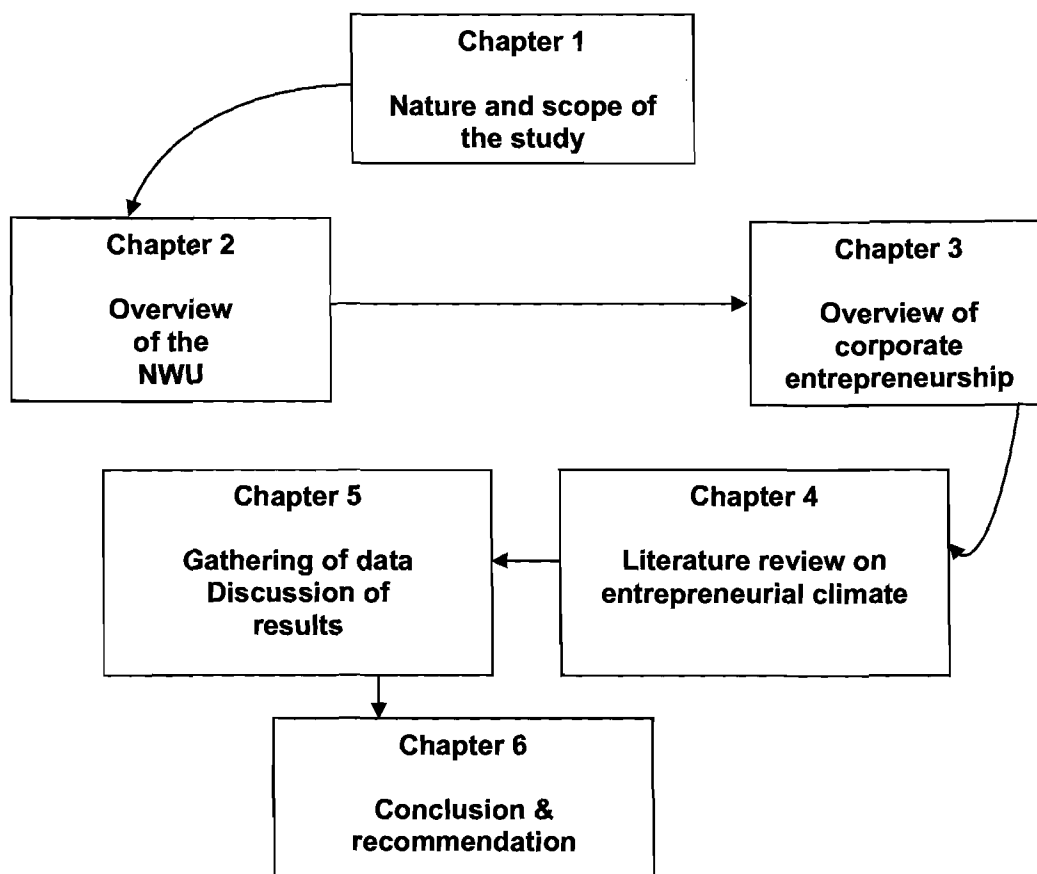 Chapter 1
Nature and scope of
the study
Chapter 2
Overview
of the
NWU
Chapter 3
Overview of
corporate
entrepreneurship
Chapter 4
Literature review on
entrepreneurial climate
Chapter 5
Gathering of data
Discussion of
results
Chapter 6
Conclusion &
recommendation